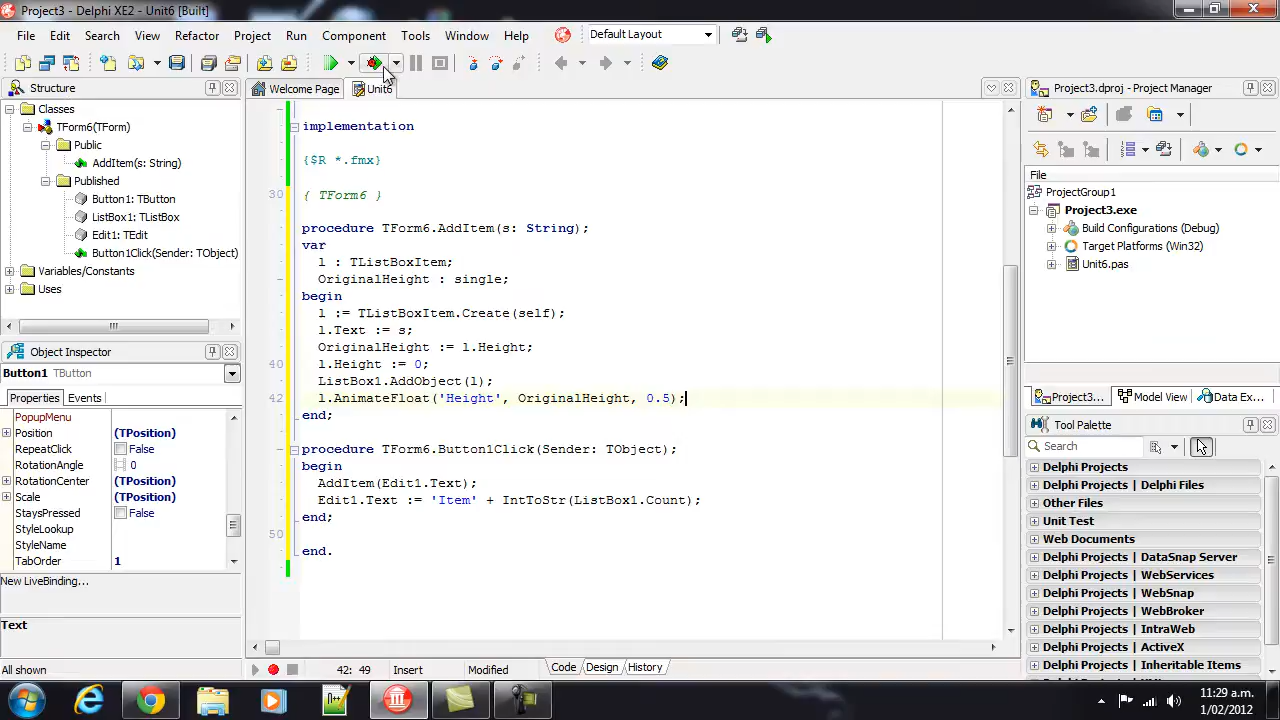 Project3 - Delphi XE2 - Unit6 [Built]
File Edit Search View Refactor Project Run Component Tools Window Help Default Layout
Structure
Classes
TForm6(TForm)
Public
AddItem(s: String)
Published
Button1: TButton
ListBox1: TListBox
Edit1: TEdit
Button1Click(Sender: TObject)
Variables/Constants
Uses
Object Inspector
Button1 TButton
Properties Events
PopupMenu
Position (TPosition)
RepeatClick False
RotationAngle 0
RotationCenter (TPosition)
Scale (TPosition)
StaysPressed False
StyleLookup
StyleName
TabOrder 1
New LiveBinding...
Text
All shown
Welcome Page Unit6
implementation
{$R *.fmx}
30 { TForm6 }
procedure TForm6.AddItem(s: String);
var
l : TListBoxItem;
OriginalHeight : single;
begin
l := TListBoxItem.Create(self);
l.Text := s;
OriginalHeight := l.Height;
40 l.Height := 0;
ListBox1.AddObject(l);
42 l.AnimateFloat('Height', OriginalHeight, 0.5);
end;
procedure TForm6.Button1Click(Sender: TObject);
begin
AddItem(Edit1.Text);
Edit1.Text := 'Item' + IntToStr(ListBox1.Count);
end;
50
end.
42: 49 Insert Modified Code Design History
Project3.dproj - Project Manager
File
ProjectGroup1
Project3.exe
Build Configurations (Debug)
Target Platforms (Win32)
Unit6.pas
Project3... Model View Data Ex...
Tool Palette
Search
Delphi Projects
Delphi Projects | Delphi Files
Other Files
Unit Test
Web Documents
Delphi Projects | DataSnap Server
Delphi Projects | WebServices
Delphi Projects | WebSnap
Delphi Projects | WebBroker
Delphi Projects | IntraWeb
Delphi Projects | ActiveX
Delphi Projects | Inheritable Items
11:29 a.m.
1/02/2012